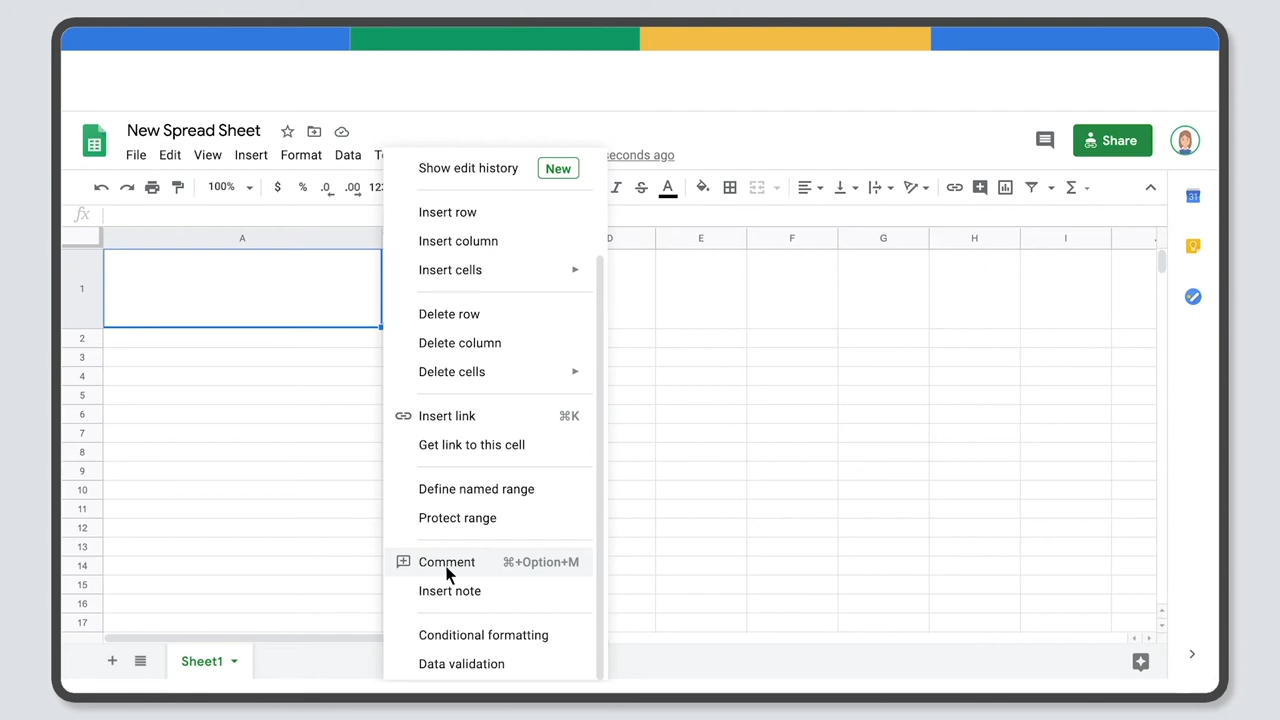 New Spread Sheet
File Edit View Insert Format Data T seconds ago
Share
100% $ % .0 .00 123
31
fx
A D E F G H I
1
2
3
4
5
6
7
8
9
10
11
12
13
14
15
16
17
Show edit history New
Insert row
Insert column
Insert cells
Delete row
Delete column
Delete cells
Insert link ⌘K
Get link to this cell
Define named range
Protect range
Comment ⌘+Option+M
Insert note
Conditional formatting
Data validation
Sheet1